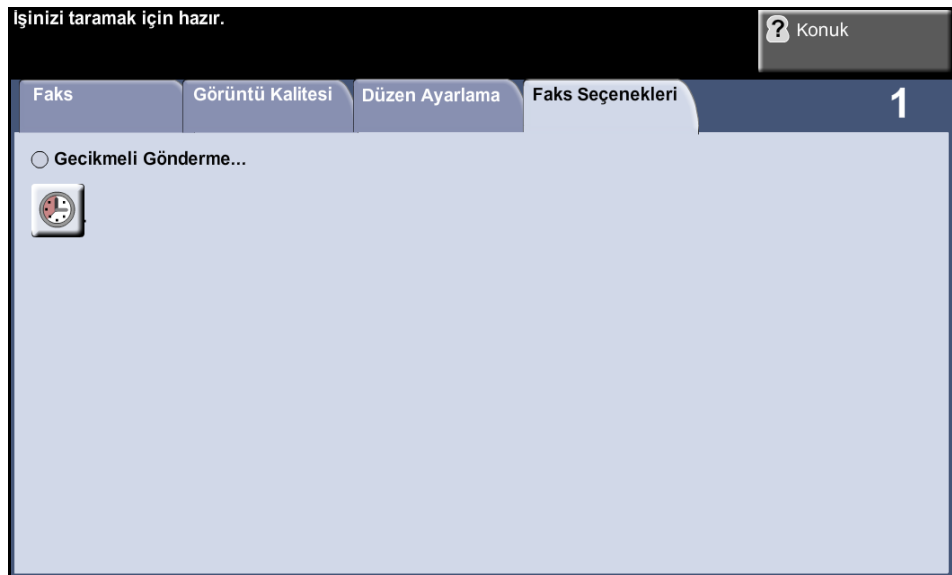 İşinizi taramak için hazır.
? Konuk
Faks
Görüntü Kalitesi
Düzen Ayarlama
Faks Seçenekleri
1
Gecikmeli Gönderme...